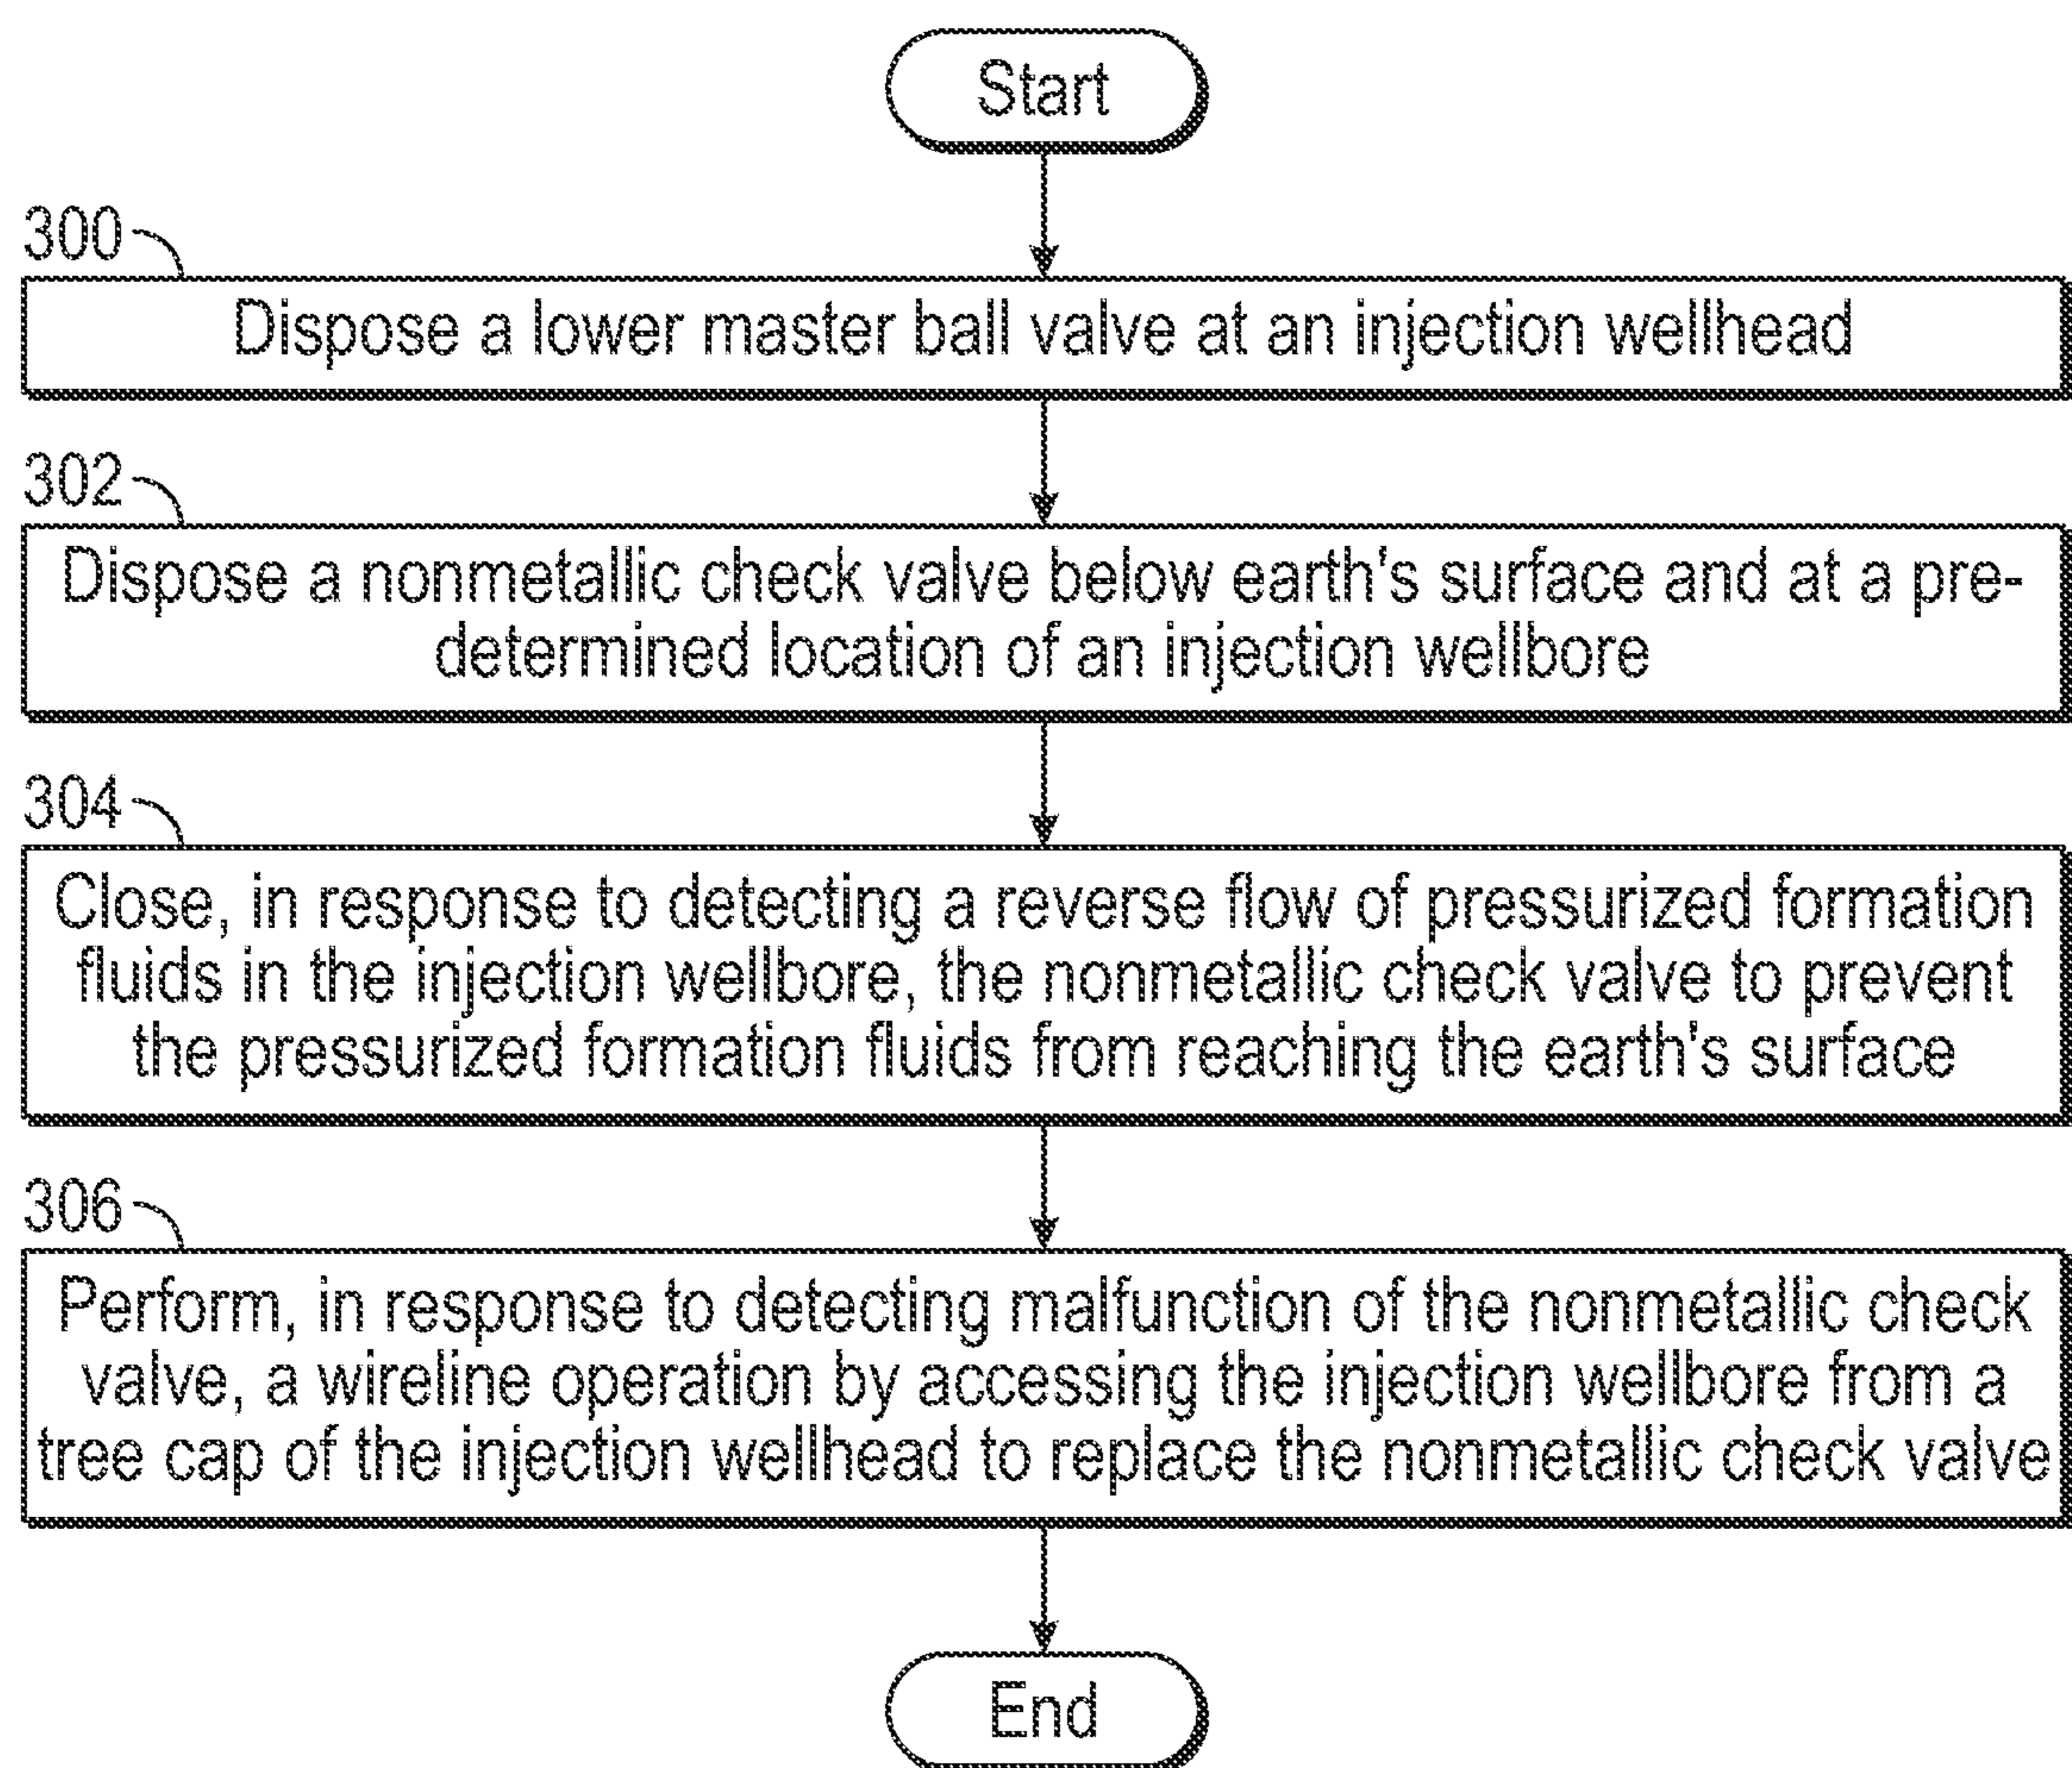 Start
300
Dispose a lower master ball valve at an injection wellhead
302
Dispose a nonmetallic check valve below earth's surface and at a pre-
determined location of an injection wellbore
304
Close, in response to detecting a reverse flow of pressurized formation
fluids in the injection wellbore, the nonmetallic check valve to prevent
the pressurized formation fluids from reaching the earth's surface
306
Perform, in response to detecting malfunction of the nonmetallic check
valve, a wireline operation by accessing the injection wellbore from a
tree cap of the injection wellhead to replace the nonmetallic check valve
End